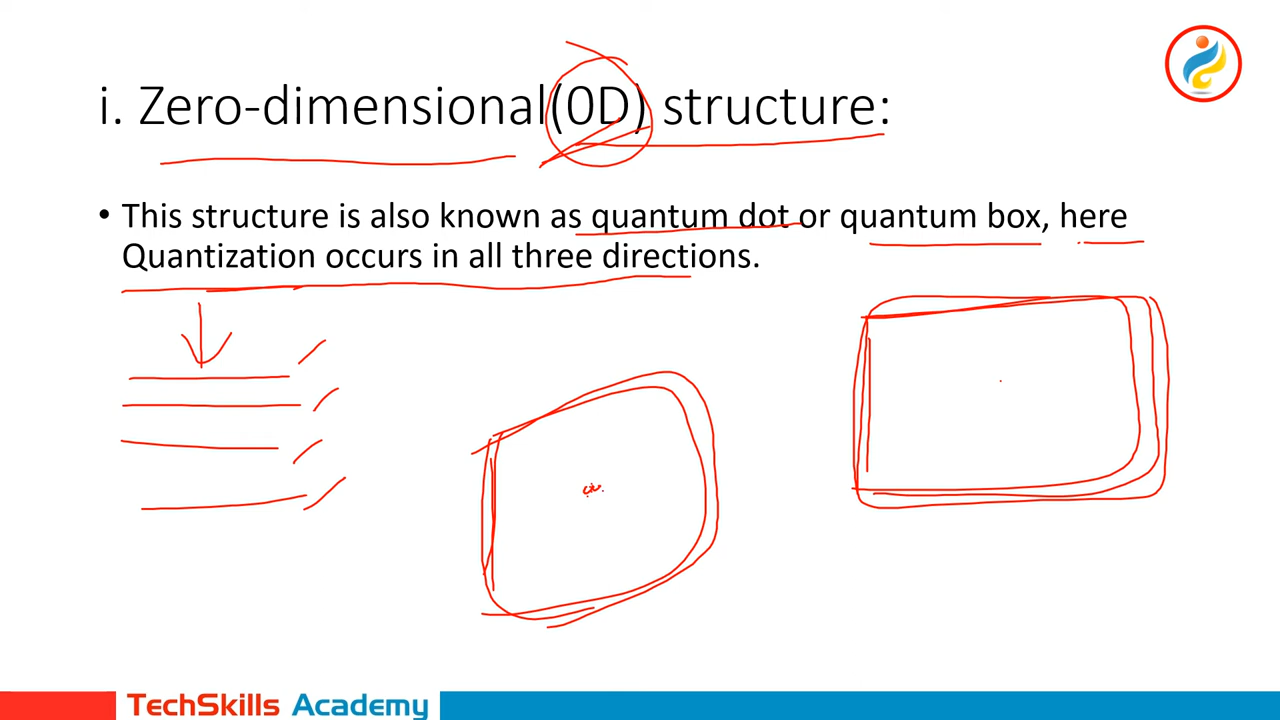 i. Zero-dimensional(0D) structure:
• This structure is also known as quantum dot or quantum box, here
Quantization occurs in all three directions.
TechSkills Academy